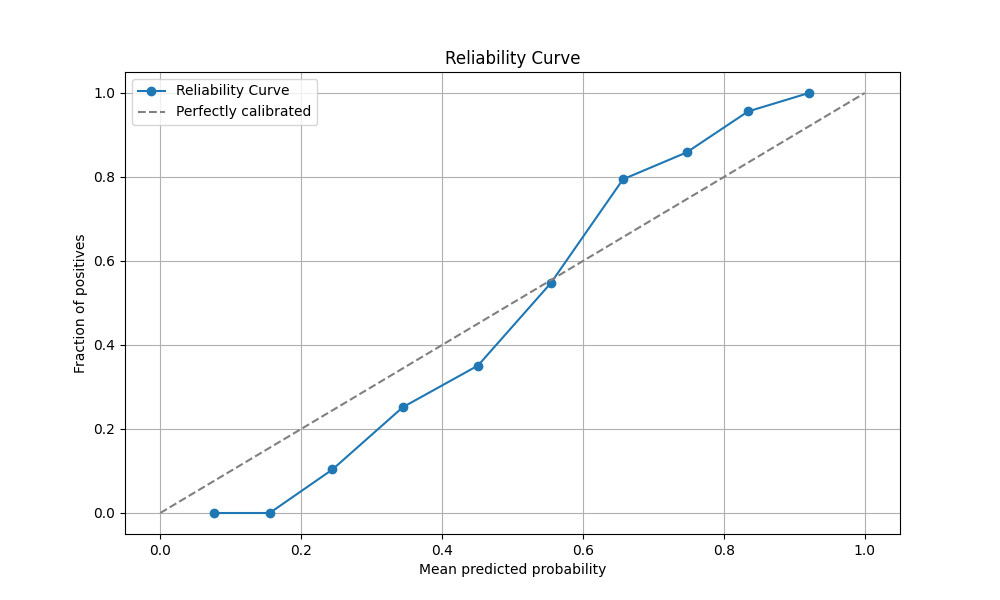 Reliability Curve
Reliability Curve
Perfectly calibrated
1.0
0.8
0.6
0.4
0.2
0.0
Fraction of positives
0.0 0.2 0.4 0.6 0.8 1.0
Mean predicted probability